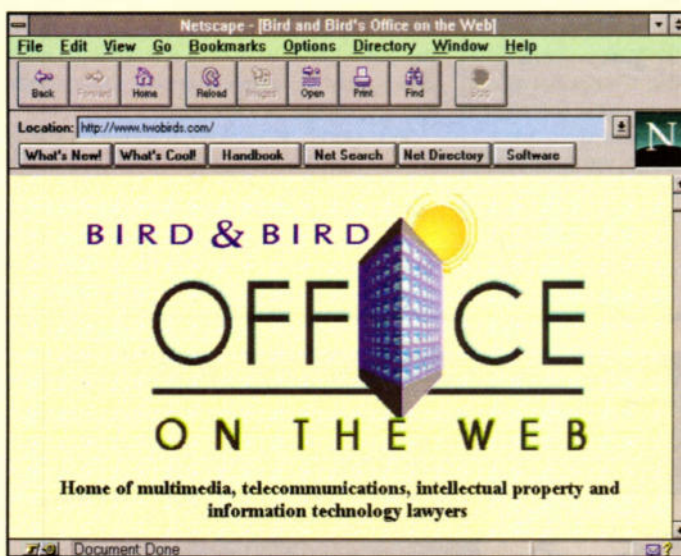 Netscape - [Bird and Bird's Office on the Web]
File Edit View Go Bookmarks Options Directory Window Help
Back Forward Home Reload Images Open Print Find Stop
Location: http://www.twobirds.com/
What's New! What's Cool! Handbook Net Search Net Directory Software
N
BIRD & BIRD
OFFICE
ON THE WEB
Home of multimedia, telecommunications, intellectual property and
information technology lawyers
Document Done
?